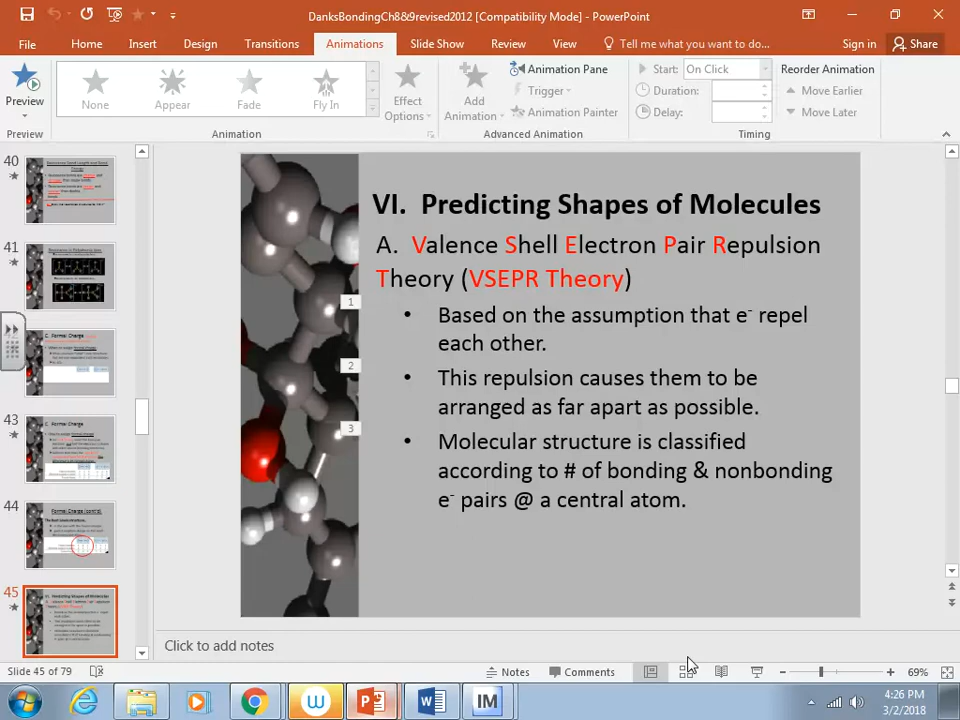 DanksBondingCh8&9revised2012 [Compatibility Mode] - PowerPoint
File Home Insert Design Transitions Animations Slide Show Review View Tell me what you want to do... Sign in Share
Preview
None Appear Fade Fly In
Effect Options
Add Animation
Animation Pane
Trigger
Animation Painter
Start: On Click
Duration:
Delay:
Reorder Animation
Move Earlier
Move Later
Preview Animation Advanced Animation Timing
40
41
43
C. Formal Charge
44
45
VI. Predicting Shapes of Molecules
A. Valence Shell Electron Pair Repulsion
Theory (VSEPR Theory)
1
• Based on the assumption that e- repel
each other.
2
• This repulsion causes them to be
arranged as far apart as possible.
3
• Molecular structure is classified
according to # of bonding & nonbonding
e- pairs @ a central atom.
Click to add notes
Slide 45 of 79 Notes Comments 69%
W IM
4:26 PM
3/2/2018